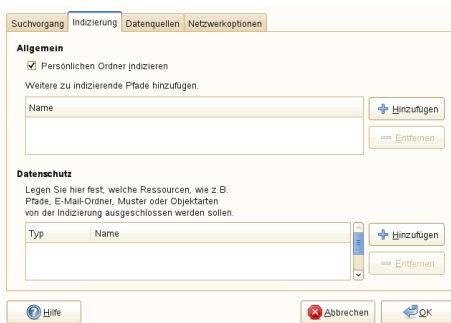 Suchvorgang Indizierung Datenquellen Netzwerkoptionen
Allgemein
Persönlichen Ordner indizieren
Weitere zu indizierende Pfade hinzufügen.
Name
Hinzufügen
Entfernen
Datenschutz
Legen Sie hier fest, welche Ressourcen, wie z.B.
Pfade, E-Mail-Ordner, Muster oder Objektarten
von der Indizierung ausgeschlossen werden sollen.
Typ Name
Hinzufügen
Entfernen
Hilfe Abbrechen OK